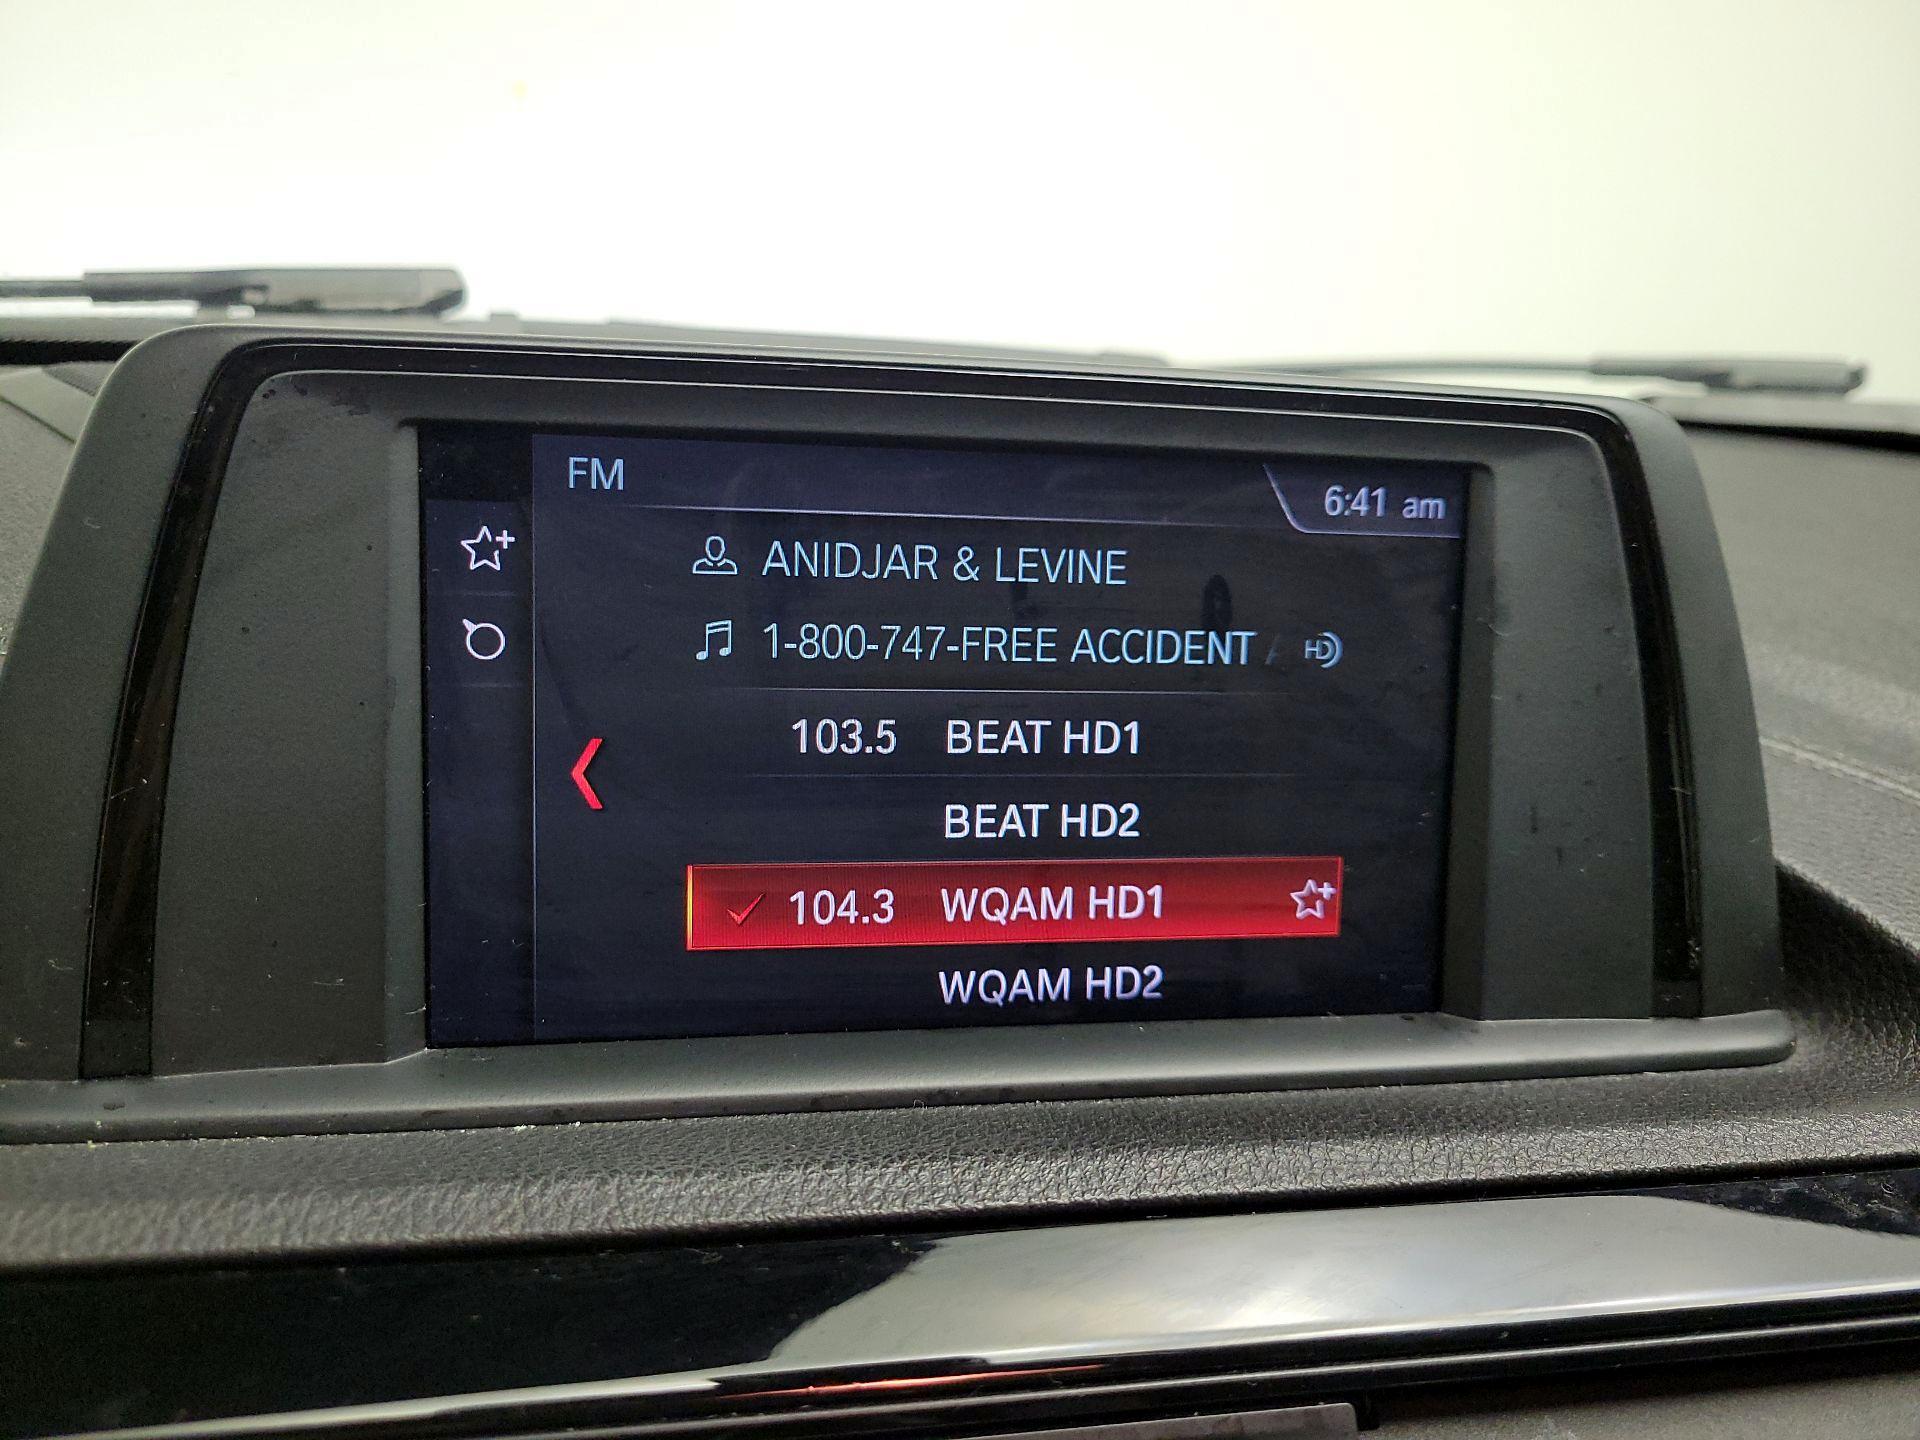 FM
6:41 am
ANIDJAR & LEVINE
1-800-747-FREE ACCIDENT
HD
103.5 BEAT HD1
BEAT HD2
104.3 WQAM HD1
WQAM HD2